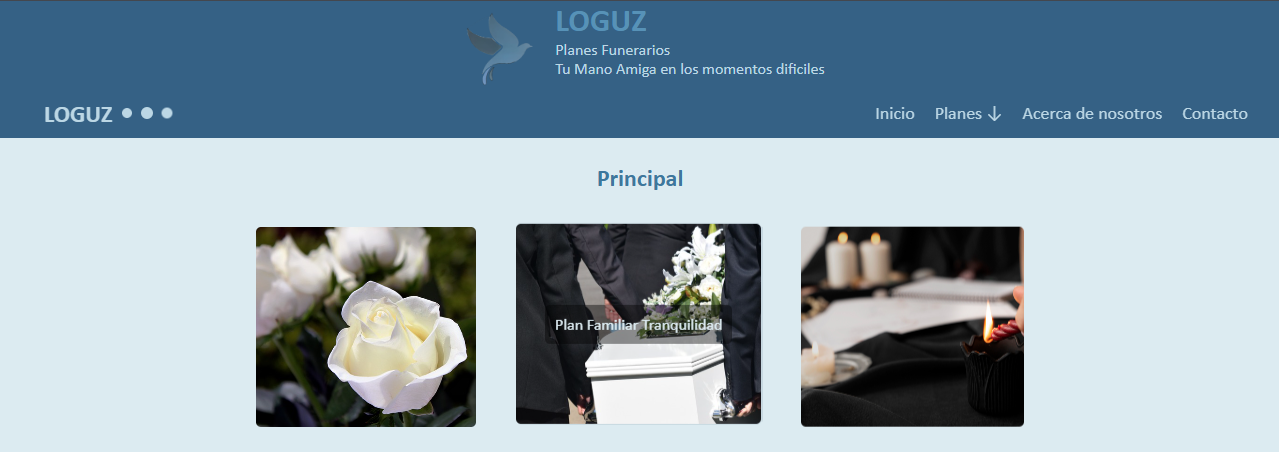 LOGUZ
Planes Funerarios
Tu Mano Amiga en los momentos dificiles
LOGUZ
Inicio
Planes
Acerca de nosotros
Contacto
Principal
Plan Familiar Tranquilidad